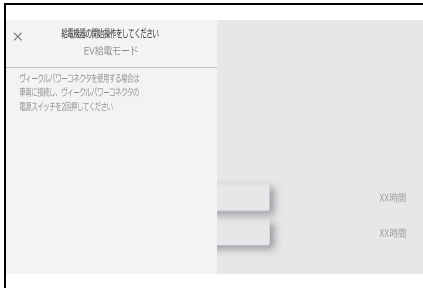 給電機器の開始操作をしてください
EV給電モード
ヴィークルパワーコネクタを使用する場合は
車両に接続し、ヴィークルパワーコネクタの
電源スイッチを2回押してください
XX時間
XX時間